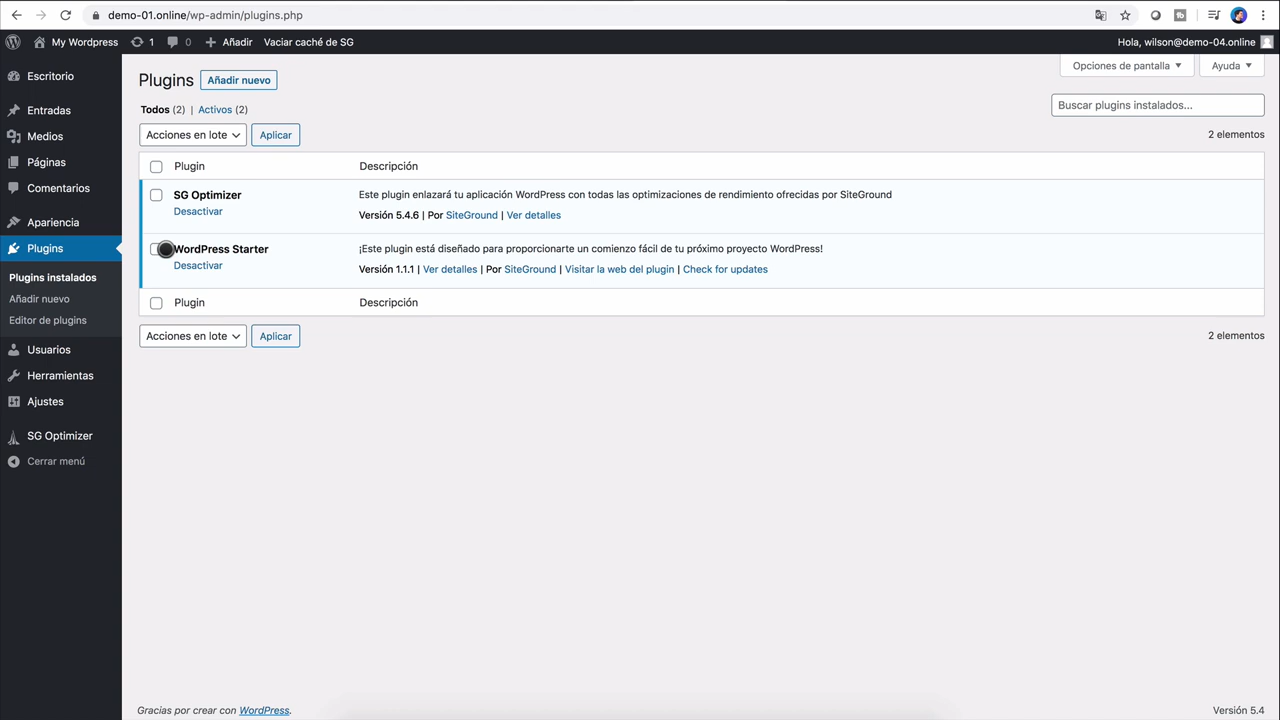 demo-01.online/wp-admin/plugins.php
My Wordpress 1 0 Añadir Vaciar caché de SG Hola, wilson@demo-04.online
Escritorio
Entradas
Medios
Páginas
Comentarios
Apariencia
Plugins
Plugins instalados
Añadir nuevo
Editor de plugins
Usuarios
Herramientas
Ajustes
SG Optimizer
Cerrar menú
Opciones de pantalla Ayuda
Plugins Añadir nuevo
Todos (2) | Activos (2)
Buscar plugins instalados...
Acciones en lote Aplicar 2 elementos
Plugin Descripción
SG Optimizer Este plugin enlazará tu aplicación WordPress con todas las optimizaciones de rendimiento ofrecidas por SiteGround
Desactivar Versión 5.4.6 | Por SiteGround | Ver detalles
WordPress Starter ¡Este plugin está diseñado para proporcionarte un comienzo fácil de tu próximo proyecto WordPress!
Desactivar Versión 1.1.1 | Ver detalles | Por SiteGround | Visitar la web del plugin | Check for updates
Plugin Descripción
Acciones en lote Aplicar 2 elementos
Gracias por crear con WordPress. Versión 5.4